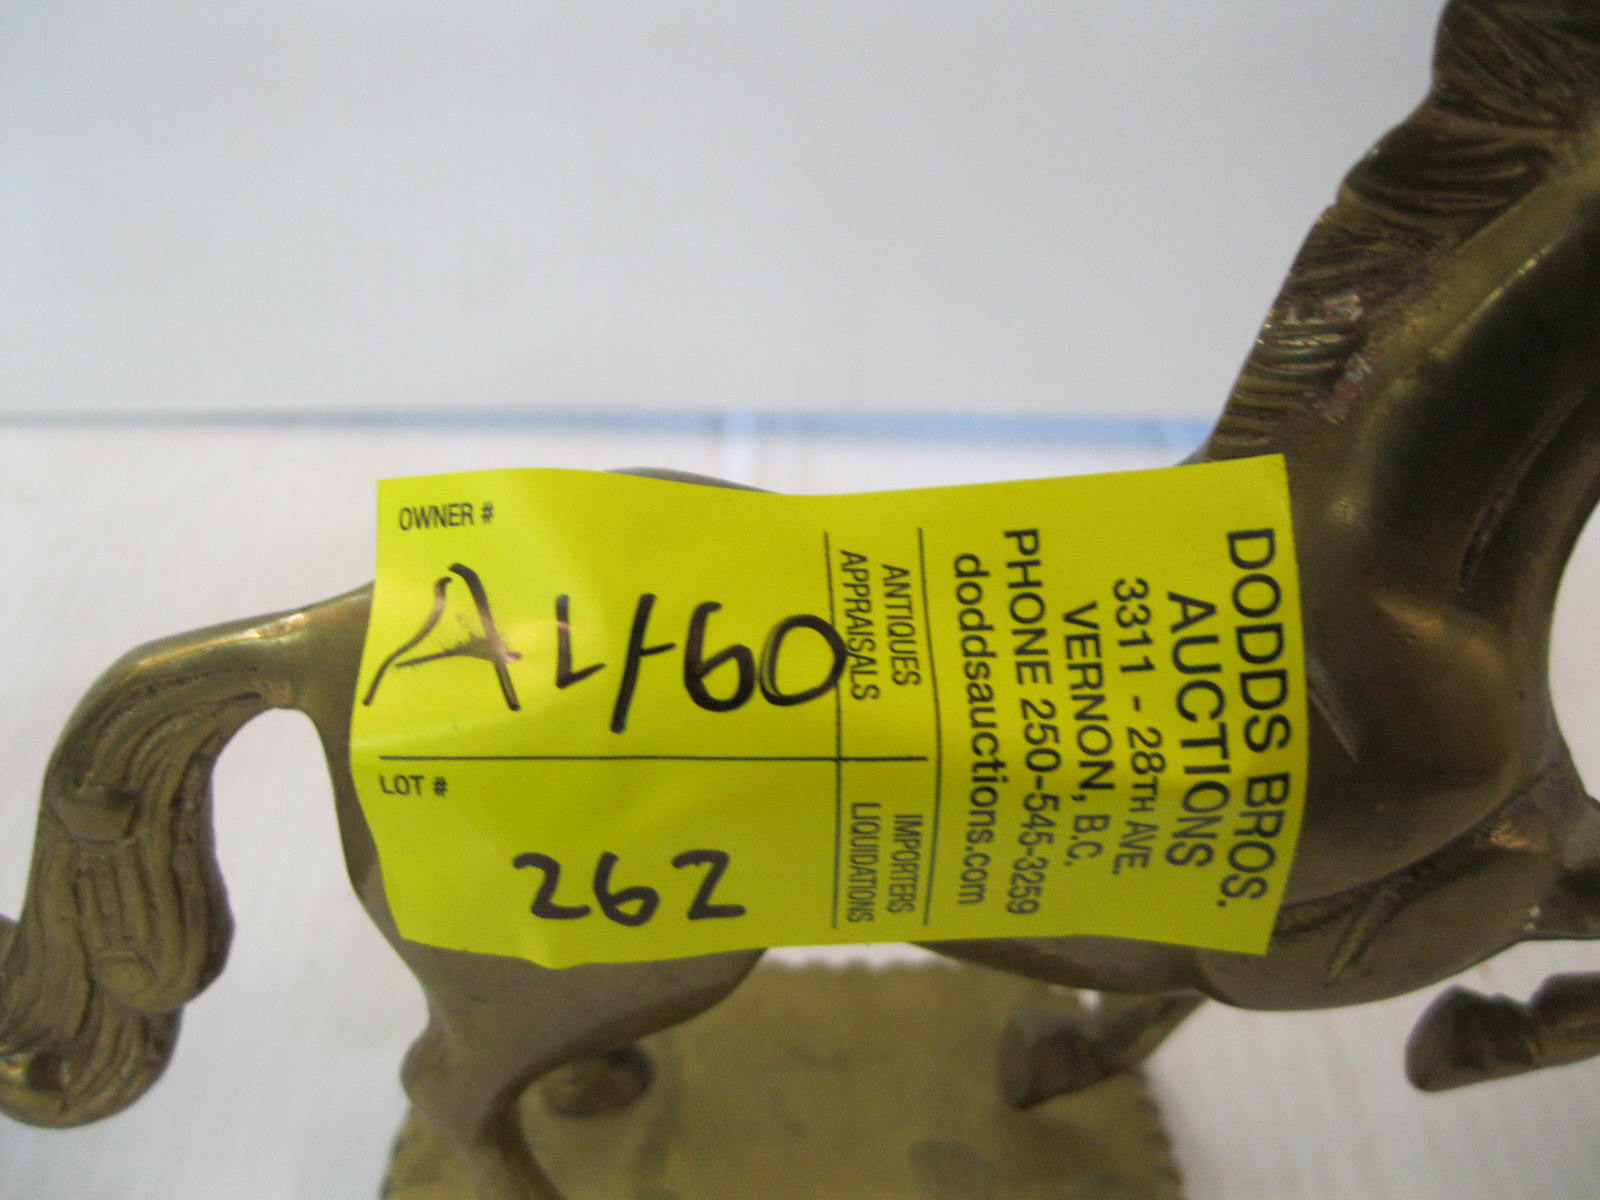 OWNER #
A4460
LOT #
262
DODDS BROS.
AUCTIONS
3311 - 28TH AVE.
VERNON, B.C.
PHONE 250-545-3259
doddsauctions.com
ANTIQUES
APPRAISALS
IMPORTERS
LIQUIDATIONS